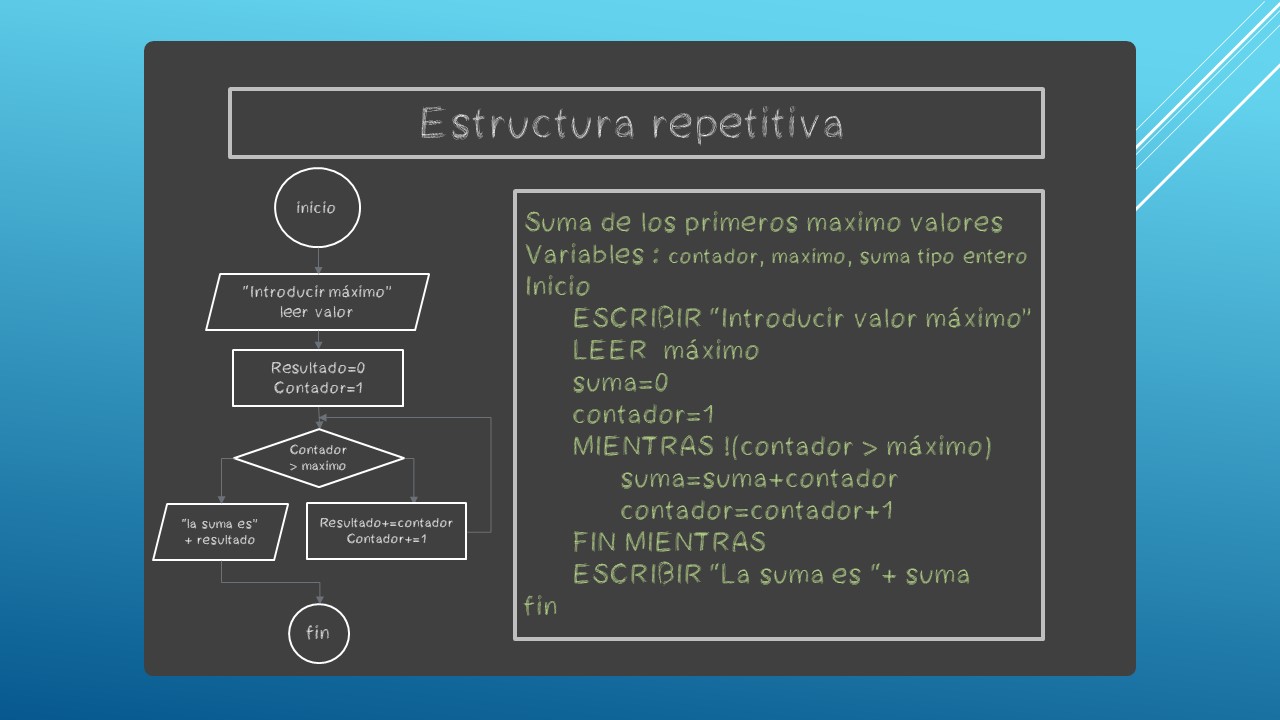 Estructura repetitiva
inicio
"Introducir máximo"
leer valor
Resultado=0
Contador=1
Contador
> maximo
"la suma es"
+ resultado
Resultado+=contador
Contador+=1
fin
Suma de los primeros maximo valores
Variables : contador, maximo, suma tipo entero
Inicio
ESCRIBIR "Introducir valor máximo"
LEER máximo
suma=0
contador=1
MIENTRAS !(contador > máximo)
suma=suma+contador
contador=contador+1
FIN MIENTRAS
ESCRIBIR "La suma es "+ suma
fin